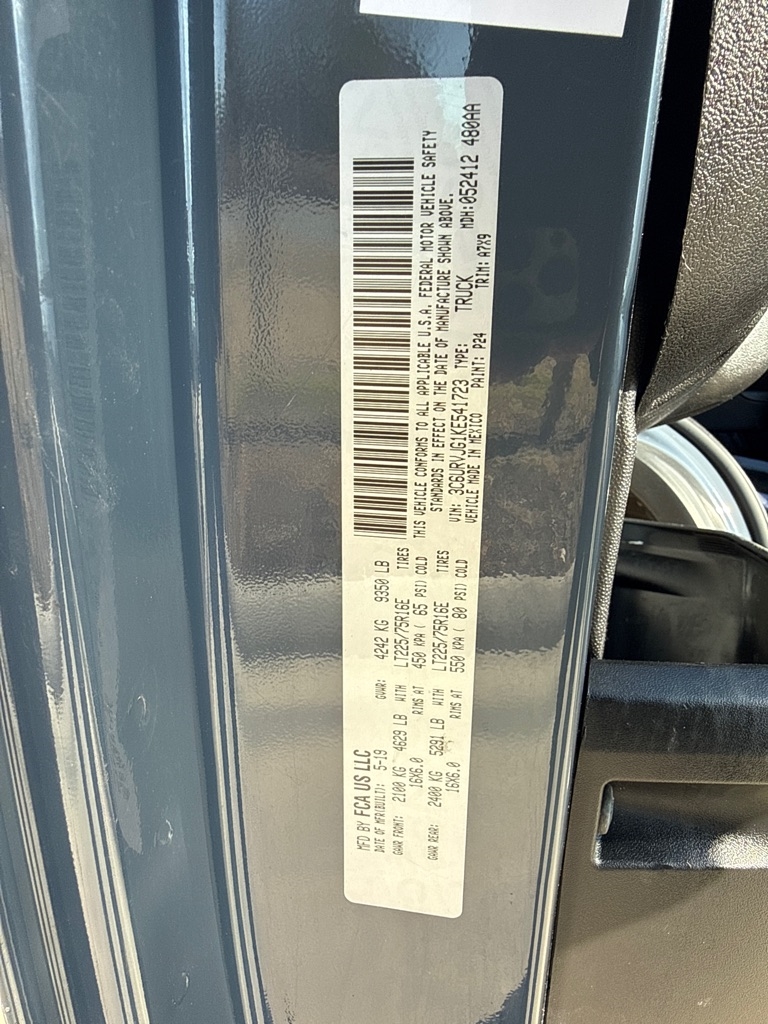 MFD BY FCA US LLC
DATE OF MFR(BUILT): 5-19 GVWR: 4242 KG 9350 LB
GAWR FRONT: 2100 KG 4629 LB WITH LT225/75R16E TIRES
16X6.0 RIMS AT 450 KPA( 65 PSI) COLD
GAWR REAR: 2400 KG 5291 LB WITH LT225/75R16E TIRES
16X6.0 RIMS AT 550 KPA( 80 PSI) COLD
THIS VEHICLE CONFORMS TO ALL APPLICABLE U.S.A. FEDERAL MOTOR VEHICLE SAFETY
STANDARDS IN EFFECT ON THE DATE OF MANUFACTURE SHOWN ABOVE.
VIN: 3C6URVJG1KE541723 TYPE: TRUCK MDH:052412 480AA
VEHICLE MADE IN MEXICO PAINT: P24 TRIM: A7X9